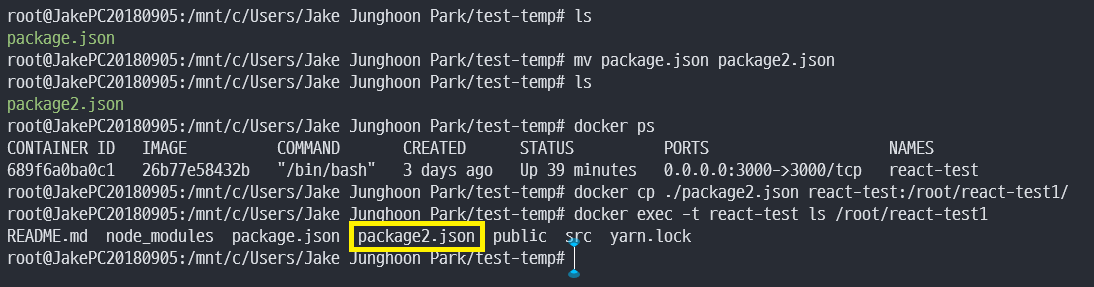 root@JakePC20180905:/mnt/c/Users/Jake Junghoon Park/test-temp# ls
package.json
root@JakePC20180905:/mnt/c/Users/Jake Junghoon Park/test-temp# mv package.json package2.json
root@JakePC20180905:/mnt/c/Users/Jake Junghoon Park/test-temp# ls
package2.json
root@JakePC20180905:/mnt/c/Users/Jake Junghoon Park/test-temp# docker ps
CONTAINER ID   IMAGE          COMMAND       CREATED      STATUS          PORTS                    NAMES
689f6a0ba0c1   26b77e58432b   "/bin/bash"   3 days ago   Up 39 minutes   0.0.0.0:3000->3000/tcp   react-test
root@JakePC20180905:/mnt/c/Users/Jake Junghoon Park/test-temp# docker cp ./package2.json react-test:/root/react-test1/
root@JakePC20180905:/mnt/c/Users/Jake Junghoon Park/test-temp# docker exec -t react-test ls /root/react-test1
README.md  node_modules  package.json  package2.json  public  src  yarn.lock
root@JakePC20180905:/mnt/c/Users/Jake Junghoon Park/test-temp#